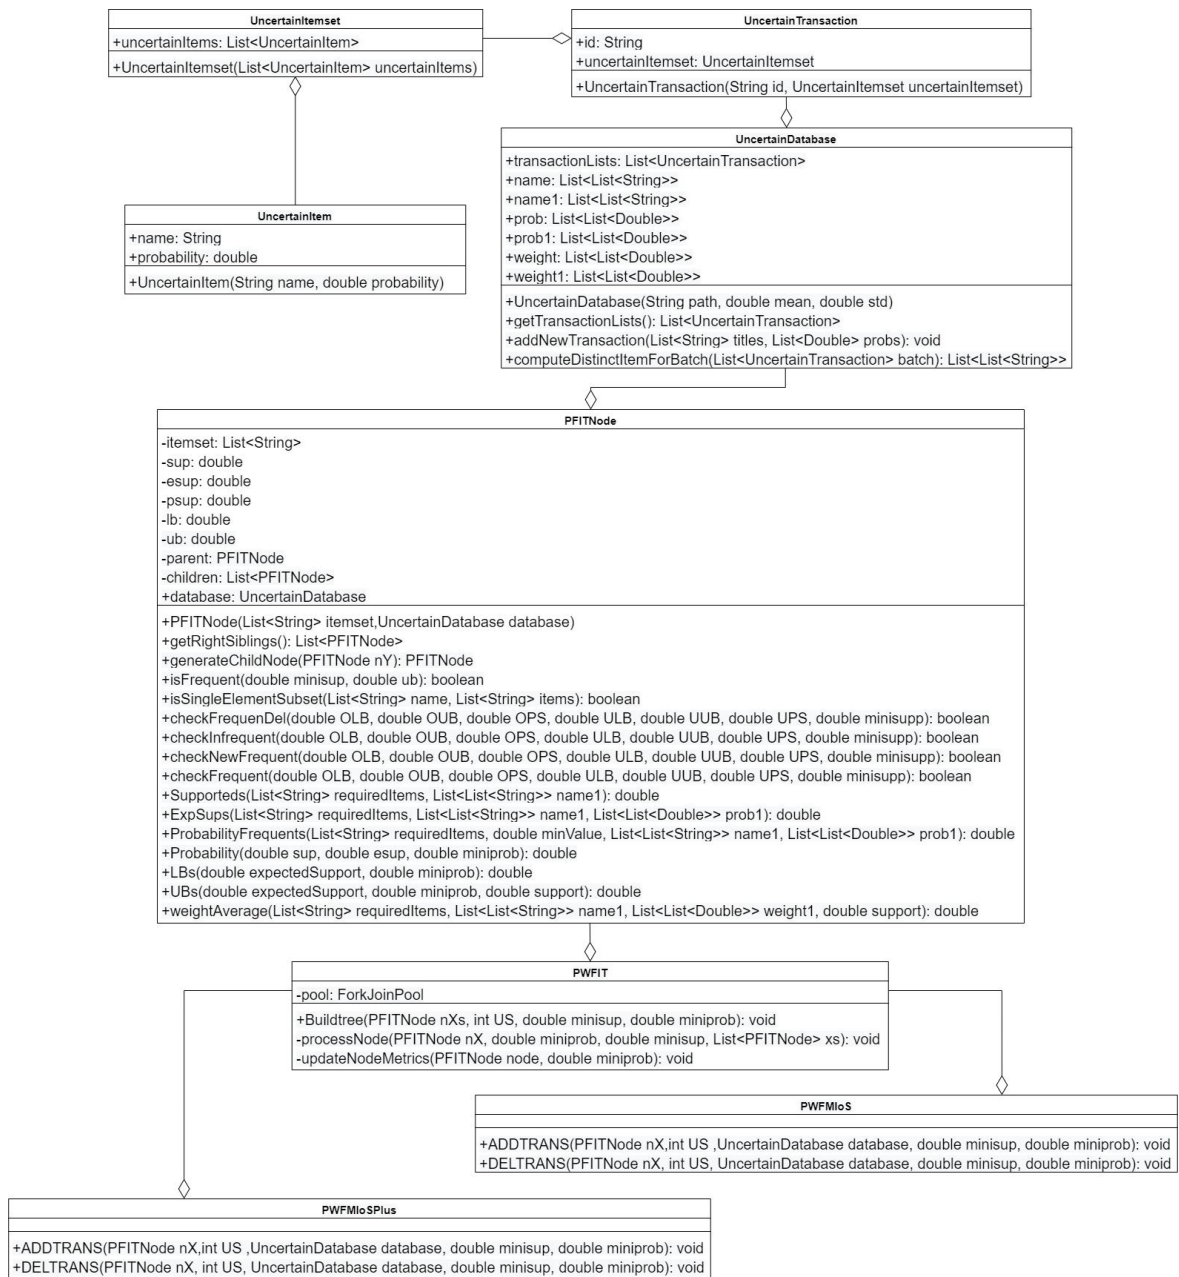 UncertainItemset
+uncertainItems: List<UncertainItem>
+UncertainItemset(List<UncertainItem> uncertainItems)
UncertainTransaction
+id: String
+uncertainItemset: UncertainItemset
+UncertainTransaction(String id, UncertainItemset uncertainItemset)
UncertainDatabase
+transactionLists: List<UncertainTransaction>
+name: List<List<String>>
+name1: List<List<String>>
+prob: List<List<Double>>
+prob1: List<List<Double>>
+weight: List<List<Double>>
+weight1: List<List<Double>>
+UncertainDatabase(String path, double mean, double std)
+getTransactionLists(): List<UncertainTransaction>
+addNewTransaction(List<String> titles, List<Double> probs): void
+computeDistinctItemForBatch(List<UncertainTransaction> batch): List<List<String>>
UncertainItem
+name: String
+probability: double
+UncertainItem(String name, double probability)
PFITNode
-itemset: List<String>
-sup: double
-esup: double
-psup: double
-lb: double
-ub: double
-parent: PFITNode
-children: List<PFITNode>
+database: UncertainDatabase
+PFITNode(List<String> itemset,UncertainDatabase database)
+getRightSiblings(): List<PFITNode>
+generateChildNode(PFITNode nY): PFITNode
+isFrequent(double minisup, double ub): boolean
+isSingleElementSubset(List<String> name, List<String> items): boolean
+checkFrequenDel(double OLB, double OUB, double OPS, double ULB, double UUB, double UPS, double minisupp): boolean
+checkInfrequent(double OLB, double OUB, double OPS, double ULB, double UUB, double UPS, double minisupp): boolean
+checkNewFrequent(double OLB, double OUB, double OPS, double ULB, double UUB, double UPS, double minisupp): boolean
+checkFrequent(double OLB, double OUB, double OPS, double ULB, double UUB, double UPS, double minisupp): boolean
+Supporteds(List<String> requiredItems, List<List<String>> name1): double
+ExpSups(List<String> requiredItems, List<List<String>> name1, List<List<Double>> prob1): double
+ProbabilityFrequents(List<String> requiredItems, double minValue, List<List<String>> name1, List<List<Double>> prob1): double
+Probability(double sup, double esup, double miniprob): double
+LBs(double expectedSupport, double miniprob): double
+UBs(double expectedSupport, double miniprob, double support): double
+weightAverage(List<String> requiredItems, List<List<String>> name1, List<List<Double>> weight1, double support): double
PWFIT
-pool: ForkJoinPool
+Buildtree(PFITNode nXs, int US, double minisup, double miniprob): void
-processNode(PFITNode nX, double miniprob, double minisup, List<PFITNode> xs): void
-updateNodeMetrics(PFITNode node, double miniprob): void
PWFMIoS
+ADDTRANS(PFITNode nX,int US ,UncertainDatabase database, double minisup, double miniprob): void
+DELTRANS(PFITNode nX, int US, UncertainDatabase database, double minisup, double miniprob): void
PWFMIoSPlus
+ADDTRANS(PFITNode nX,int US ,UncertainDatabase database, double minisup, double miniprob): void
+DELTRANS(PFITNode nX, int US, UncertainDatabase database, double minisup, double miniprob): void